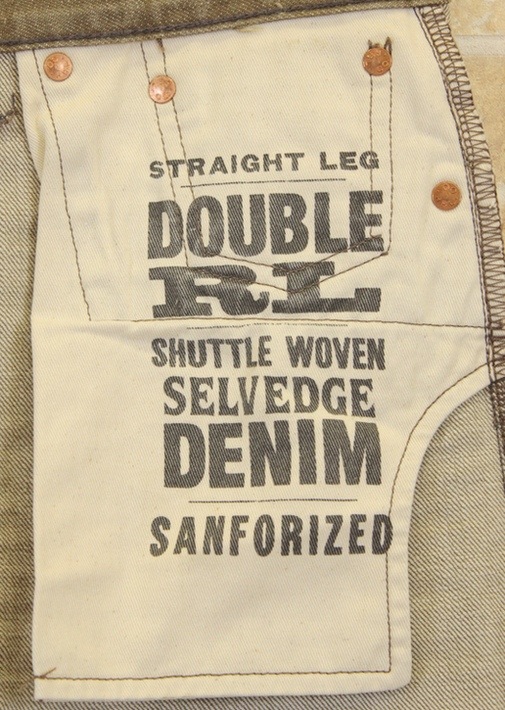 STRAIGHT LEG
DOUBLE
RL
SHUTTLE WOVEN
SELVEDGE
DENIM
SANFORIZED